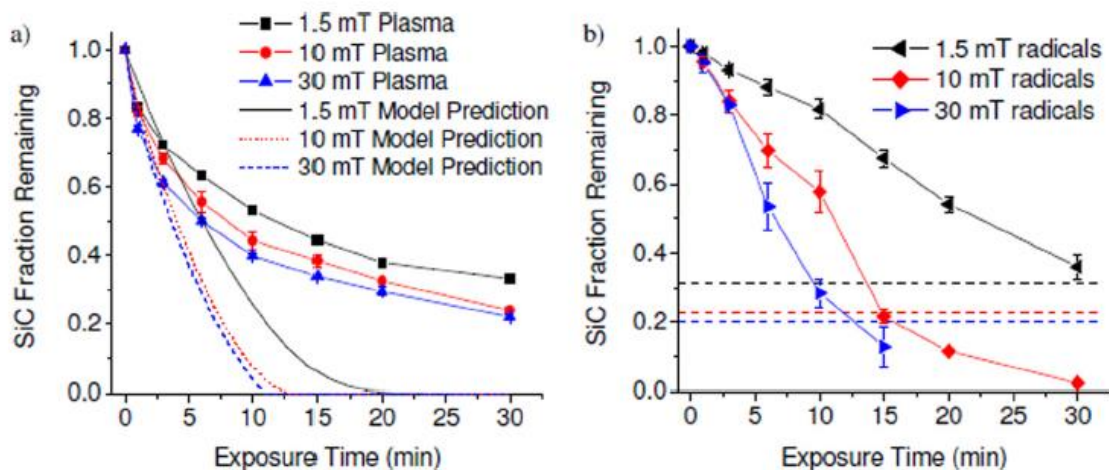 a)
1.5 mT Plasma
10 mT Plasma
30 mT Plasma
1.5 mT Model Prediction
10 mT Model Prediction
30 mT Model Prediction
SiC Fraction Remaining
1.0
0.8
0.6
0.4
0.2
0.0
0 5 10 15 20 25 30
Exposure Time (min)
b)
1.5 mT radicals
10 mT radicals
30 mT radicals
SiC Fraction Remaining
1.0
0.8
0.6
0.4
0.2
0.0
0 5 10 15 20 25 30
Exposure Time (min)